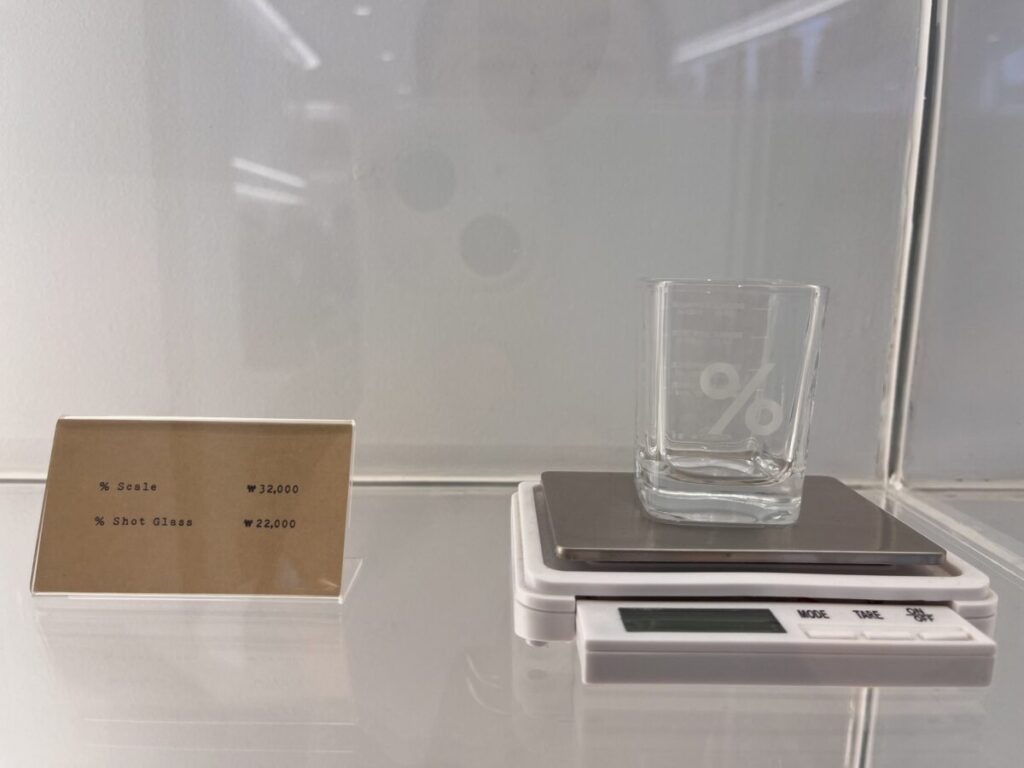 % Scale ₩32,000
% Shot Glass ₩22,000
%
MODE TARE ON OFF